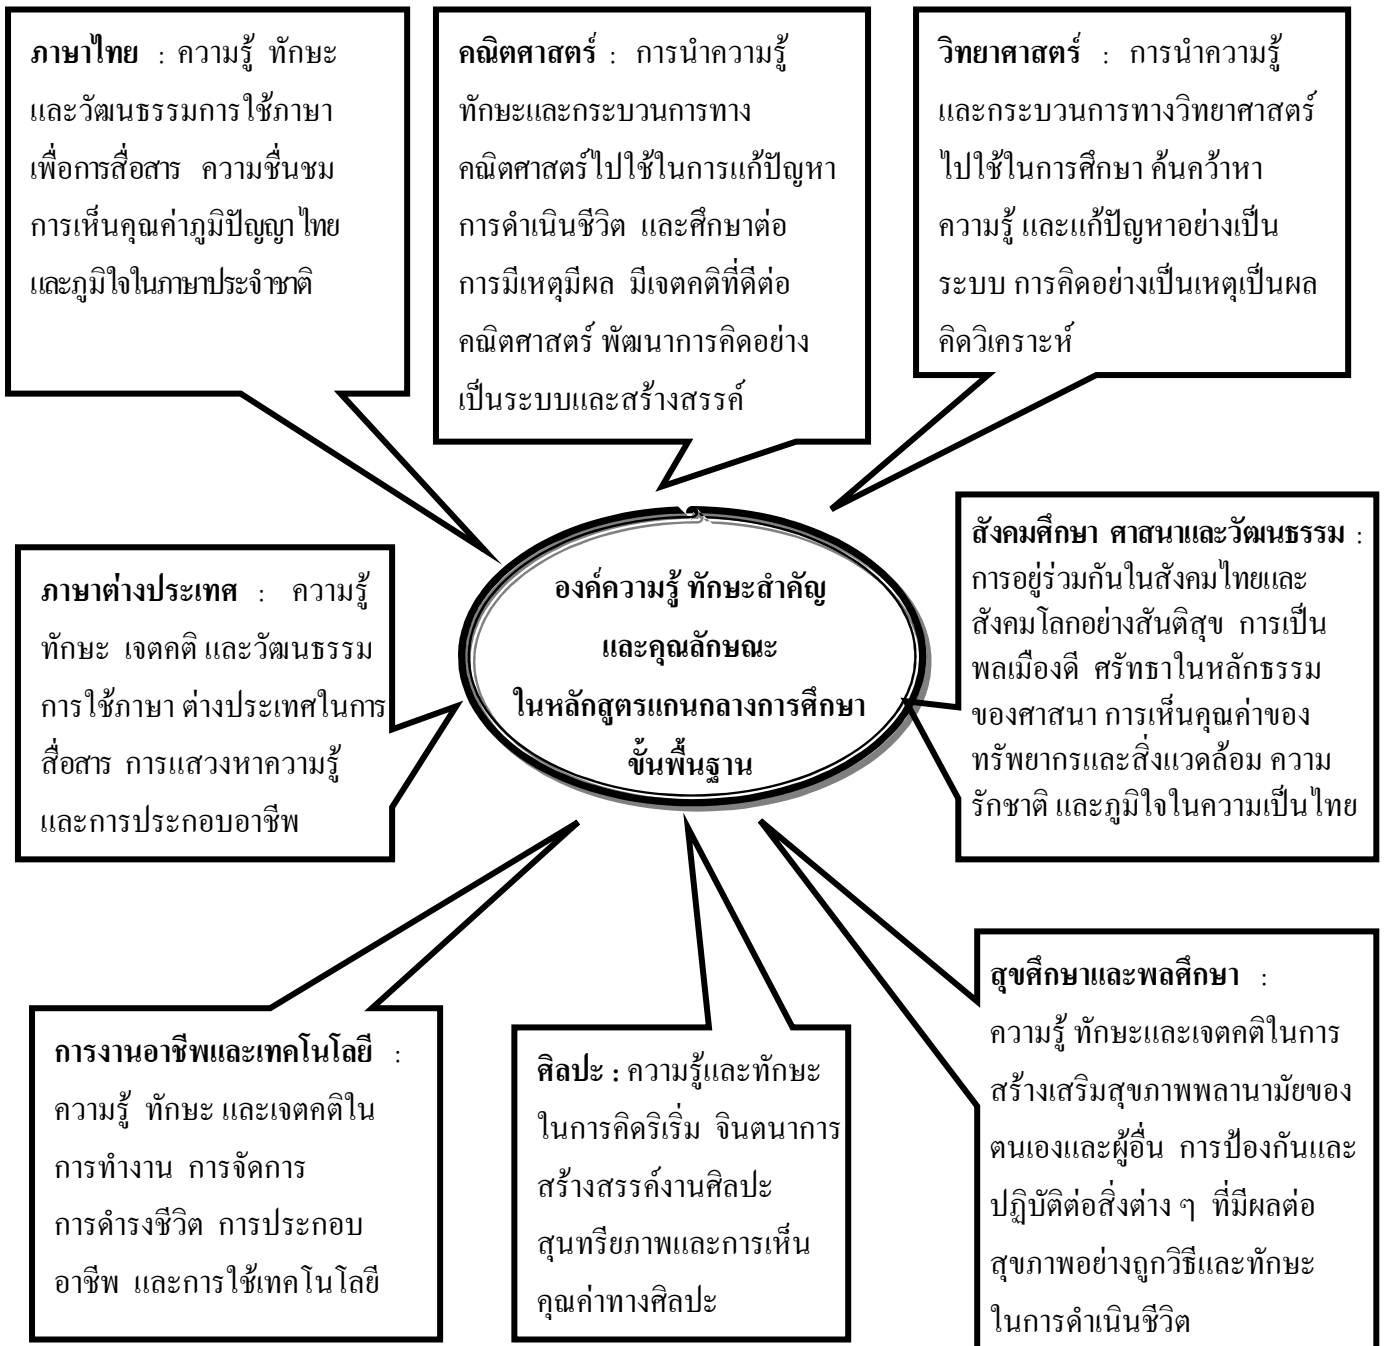 ภาษาไทย : ความรู้ ทักษะ
และวัฒนธรรมการใช้ภาษา
เพื่อการสื่อสาร ความชื่นชม
การเห็นคุณค่าภูมิปัญญา ไทย
และภูมิใจในภาษาประจำชาติ
คณิตศาสตร์ : การนำความรู้
ทักษะและกระบวนการทาง
คณิตศาสตร์ไปใช้ในการแก้ปัญหา
การดำเนินชีวิต และศึกษาต่อ
การมีเหตุมีผล มีเจตคติที่ดีต่อ
คณิตศาสตร์ พัฒนาการคิดอย่าง
เป็นระบบและสร้างสรรค์
วิทยาศาสตร์ : การนำความรู้
และกระบวนการทางวิทยาศาสตร์
ไปใช้ในการศึกษา ค้นคว้าหา
ความรู้ และแก้ปัญหาอย่างเป็น
ระบบ การคิดอย่างเป็นเหตุเป็นผล
คิดวิเคราะห์
องค์ความรู้ ทักษะสำคัญ
และคุณลักษณะ
ในหลักสูตรแกนกลางการศึกษา
ขั้นพื้นฐาน
สังคมศึกษา ศาสนาและวัฒนธรรม :
การอยู่ร่วมกันในสังคมไทยและ
สังคมโลกอย่างสันติสุข การเป็น
พลเมืองดี ศรัทธาในหลักธรรม
ของศาสนา การเห็นคุณค่าของ
ทรัพยากรและสิ่งแวดล้อม ความ
รักชาติ และภูมิใจในความเป็นไทย
ภาษาต่างประเทศ : ความรู้
ทักษะ เจตคติ และวัฒนธรรม
การใช้ภาษา ต่างประเทศในการ
สื่อสาร การแสวงหาความรู้
และการประกอบอาชีพ
การงานอาชีพและเทคโนโลยี :
ความรู้ ทักษะ และเจตคติใน
การทำงาน การจัดการ
การดำรงชีวิต การประกอบ
อาชีพ และการใช้เทคโนโลยี
ศิลปะ : ความรู้และทักษะ
ในการคิดริเริ่ม จินตนาการ
สร้างสรรค์งานศิลปะ
สุนทรียภาพและการเห็น
คุณค่าทางศิลปะ
สุขศึกษาและพลศึกษา :
ความรู้ ทักษะและเจตคติในการ
สร้างเสริมสุขภาพพลานามัยของ
ตนเองและผู้อื่น การป้องกันและ
ปฏิบัติต่อสิ่งต่าง ๆ ที่มีผลต่อ
สุขภาพอย่างถูกวิธีและทักษะ
ในการดำเนินชีวิต